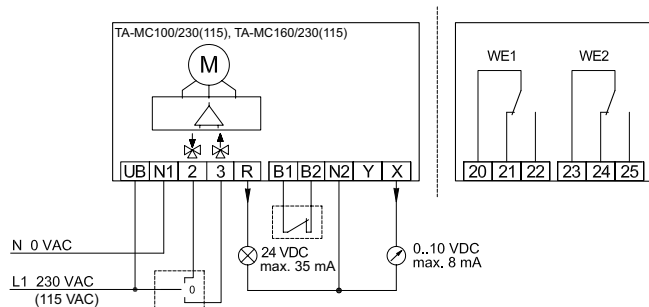 TA-MC100/230(115), TA-MC160/230(115)
M
WE1 WE2
UB N1 2 3 R B1 B2 N2 Y X
20 21 22 23 24 25
N 0 VAC
24 VDC
max. 35 mA
0..10 VDC
max. 8 mA
L1 230 VAC
(115 VAC)
0